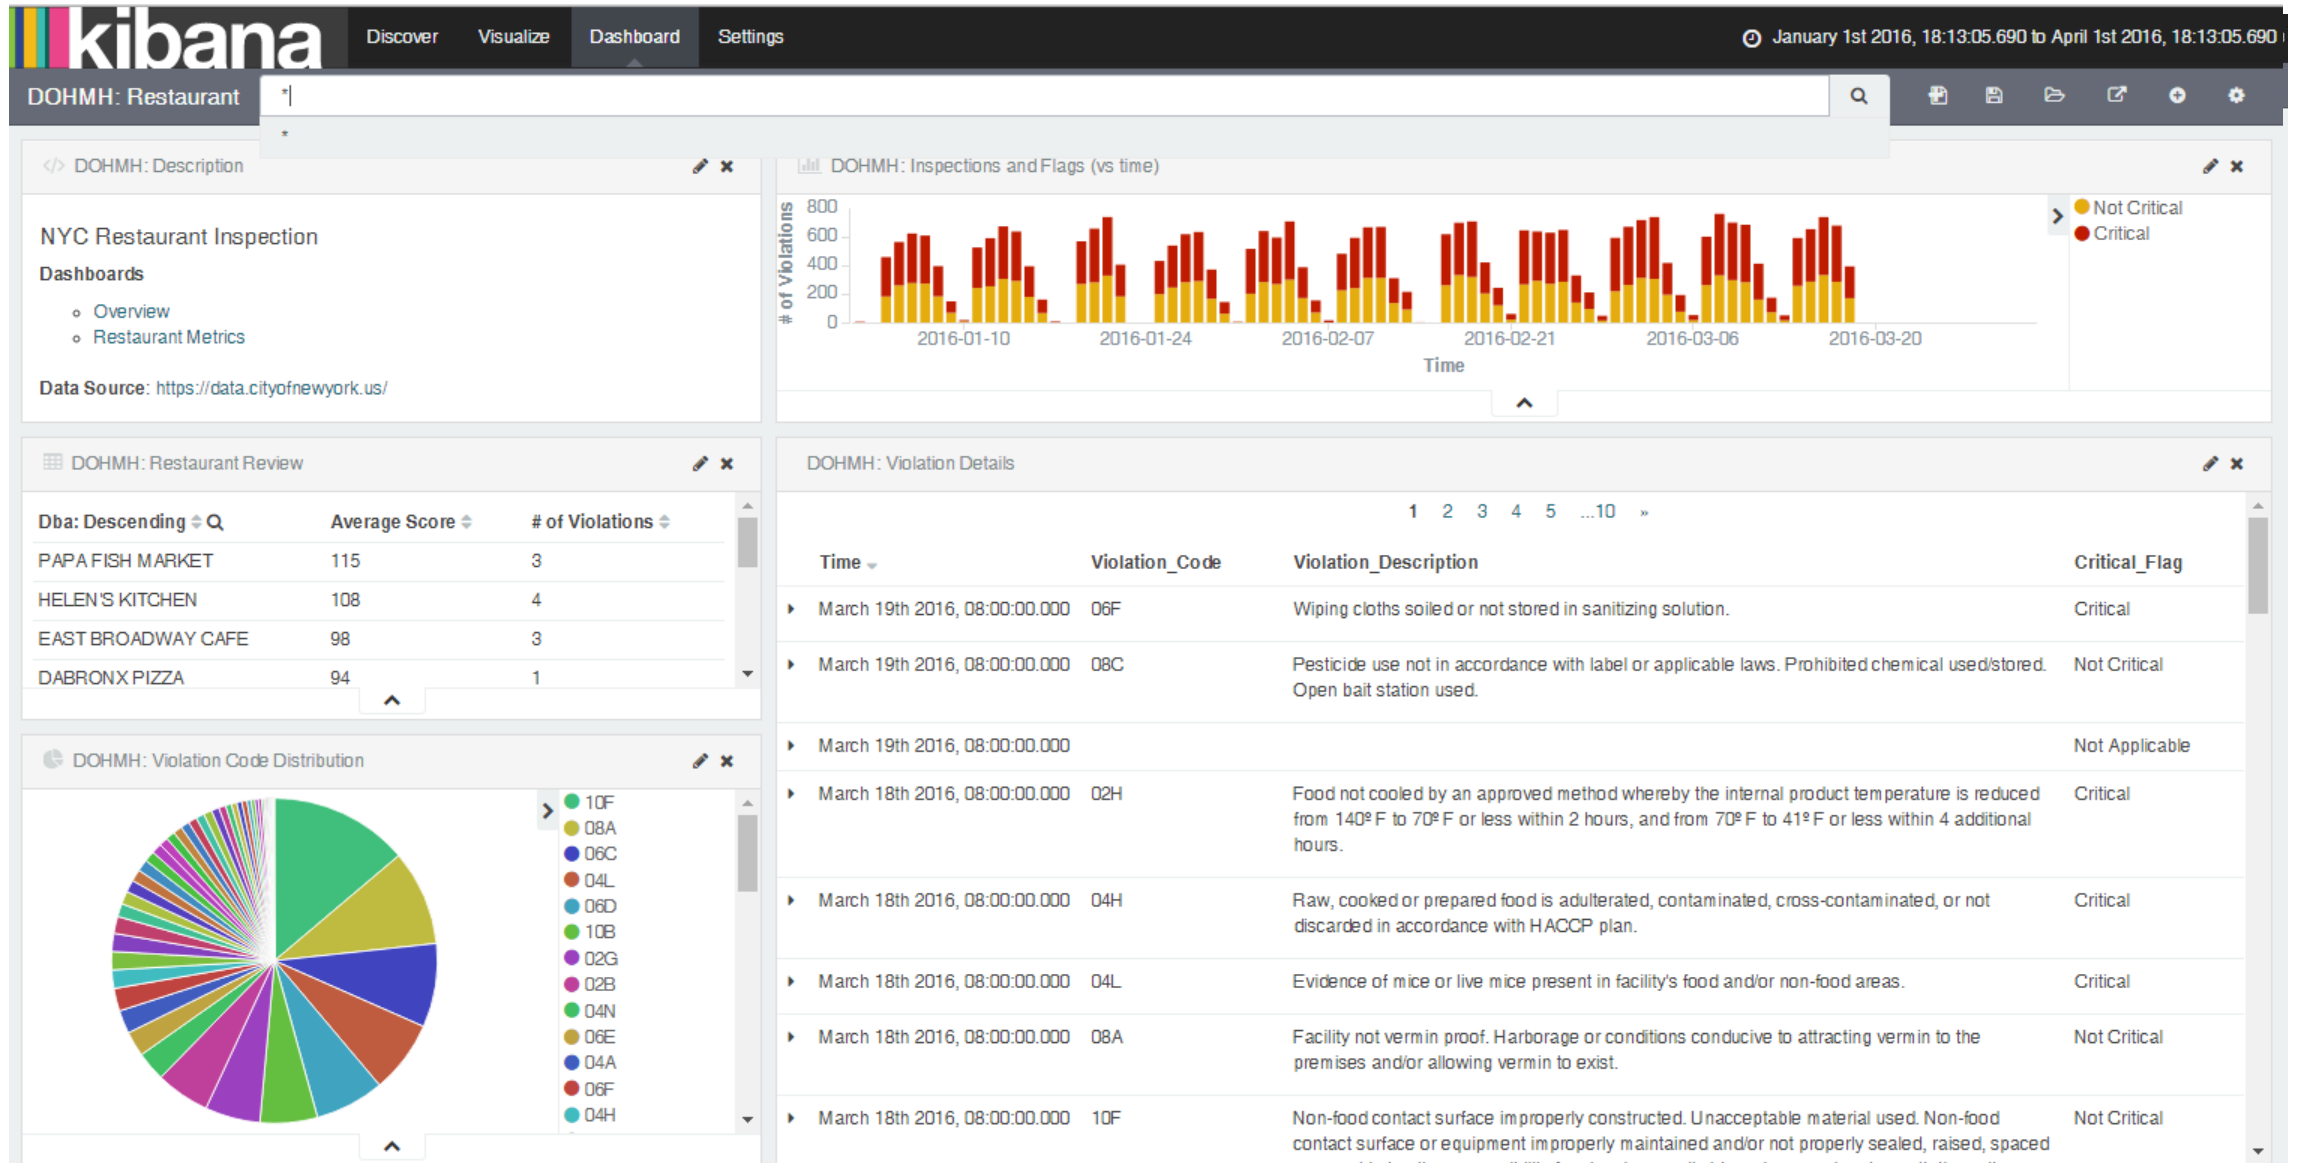 kibana
Discover Visualize Dashboard Settings
January 1st 2016, 18:13:05.690 to April 1st 2016, 18:13:05.690
DOHMH: Restaurant
*
*
DOHMH: Description
NYC Restaurant Inspection
Dashboards
Overview
Restaurant Metrics
Data Source: https://data.cityofnewyork.us/
DOHMH: Inspections and Flags (vs time)
# of Violations
800
600
400
200
0
2016-01-10 2016-01-24 2016-02-07 2016-02-21 2016-03-06 2016-03-20
Time
Not Critical
Critical
DOHMH: Restaurant Review
Dba: Descending Average Score # of Violations
PAPA FISH MARKET 115 3
HELEN'S KITCHEN 108 4
EAST BROADWAY CAFE 98 3
DABRONX PIZZA 94 1
DOHMH: Violation Code Distribution
10F
08A
06C
04L
06D
10B
02G
02B
04N
06E
04A
06F
04H
DOHMH: Violation Details
1 2 3 4 5 ...10 »
Time Violation_Code Violation_Description Critical_Flag
March 19th 2016, 08:00:00.000 06F Wiping cloths soiled or not stored in sanitizing solution. Critical
March 19th 2016, 08:00:00.000 08C Pesticide use not in accordance with label or applicable laws. Prohibited chemical used/stored. Not Critical
Open bait station used.
March 19th 2016, 08:00:00.000 Not Applicable
March 18th 2016, 08:00:00.000 02H Food not cooled by an approved method whereby the internal product temperature is reduced Critical
from 140º F to 70º F or less within 2 hours, and from 70º F to 41º F or less within 4 additional
hours.
March 18th 2016, 08:00:00.000 04H Raw, cooked or prepared food is adulterated, contaminated, cross-contaminated, or not Critical
discarded in accordance with HACCP plan.
March 18th 2016, 08:00:00.000 04L Evidence of mice or live mice present in facility's food and/or non-food areas. Critical
March 18th 2016, 08:00:00.000 08A Facility not vermin proof. Harborage or conditions conducive to attracting vermin to the Not Critical
premises and/or allowing vermin to exist.
March 18th 2016, 08:00:00.000 10F Non-food contact surface improperly constructed. Unacceptable material used. Non-food Not Critical
contact surface or equipment improperly maintained and/or not properly sealed, raised, spaced